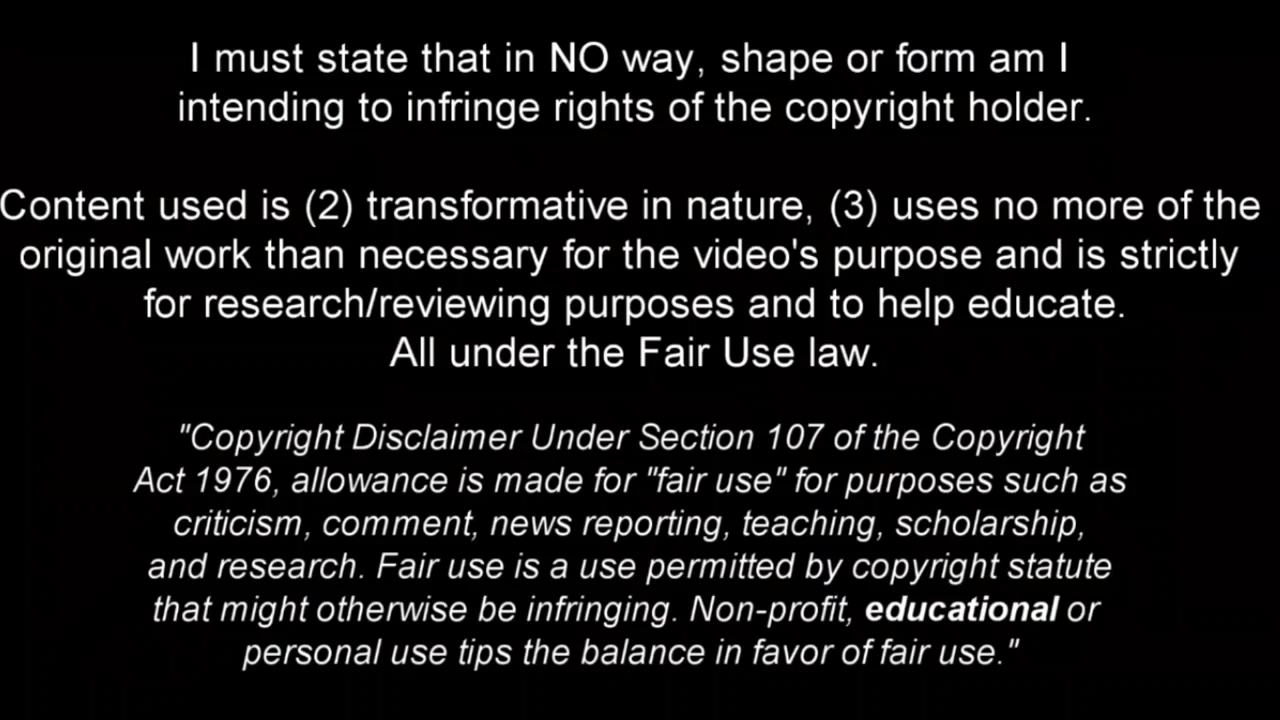 I must state that in NO way, shape or form am I
intending to infringe rights of the copyright holder.
Content used is (2) transformative in nature, (3) uses no more of the
original work than necessary for the video's purpose and is strictly
for research/reviewing purposes and to help educate.
All under the Fair Use law.
"Copyright Disclaimer Under Section 107 of the Copyright
Act 1976, allowance is made for "fair use" for purposes such as
criticism, comment, news reporting, teaching, scholarship,
and research. Fair use is a use permitted by copyright statute
that might otherwise be infringing. Non-profit, educational or
personal use tips the balance in favor of fair use."